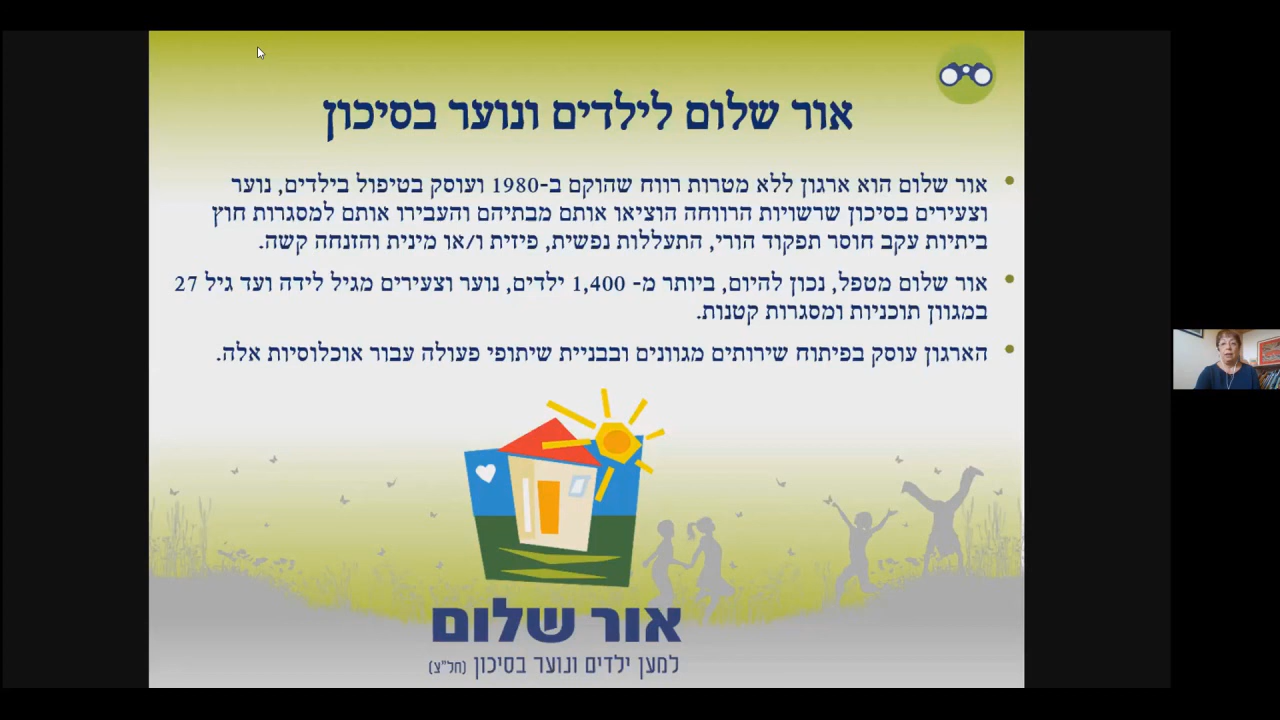 אור שלום לילדים ונוער בסיכון
אור שלום הוא ארגון ללא מטרות רווח שהוקם ב-1980 ועוסק בטיפול בילדים, נוער
וצעירים בסיכון שרשויות הרווחה הוציאו אותם מבתיהם והעבירו אותם למסגרות חוץ
ביתיות עקב חוסר תפקוד הורי, התעללות נפשית, פיזית ו/או מינית והזנחה קשה.
אור שלום מטפל, נכון להיום, ביותר מ- 1,400 ילדים, נוער וצעירים מגיל לידה ועד גיל 27
במגוון תוכניות ומסגרות קטנות.
הארגון עוסק בפיתוח שירותים מגוונים ובבניית שיתופי פעולה עבור אוכלוסיות אלה.
אור שלום
למען ילדים ונוער בסיכון (חל"צ)